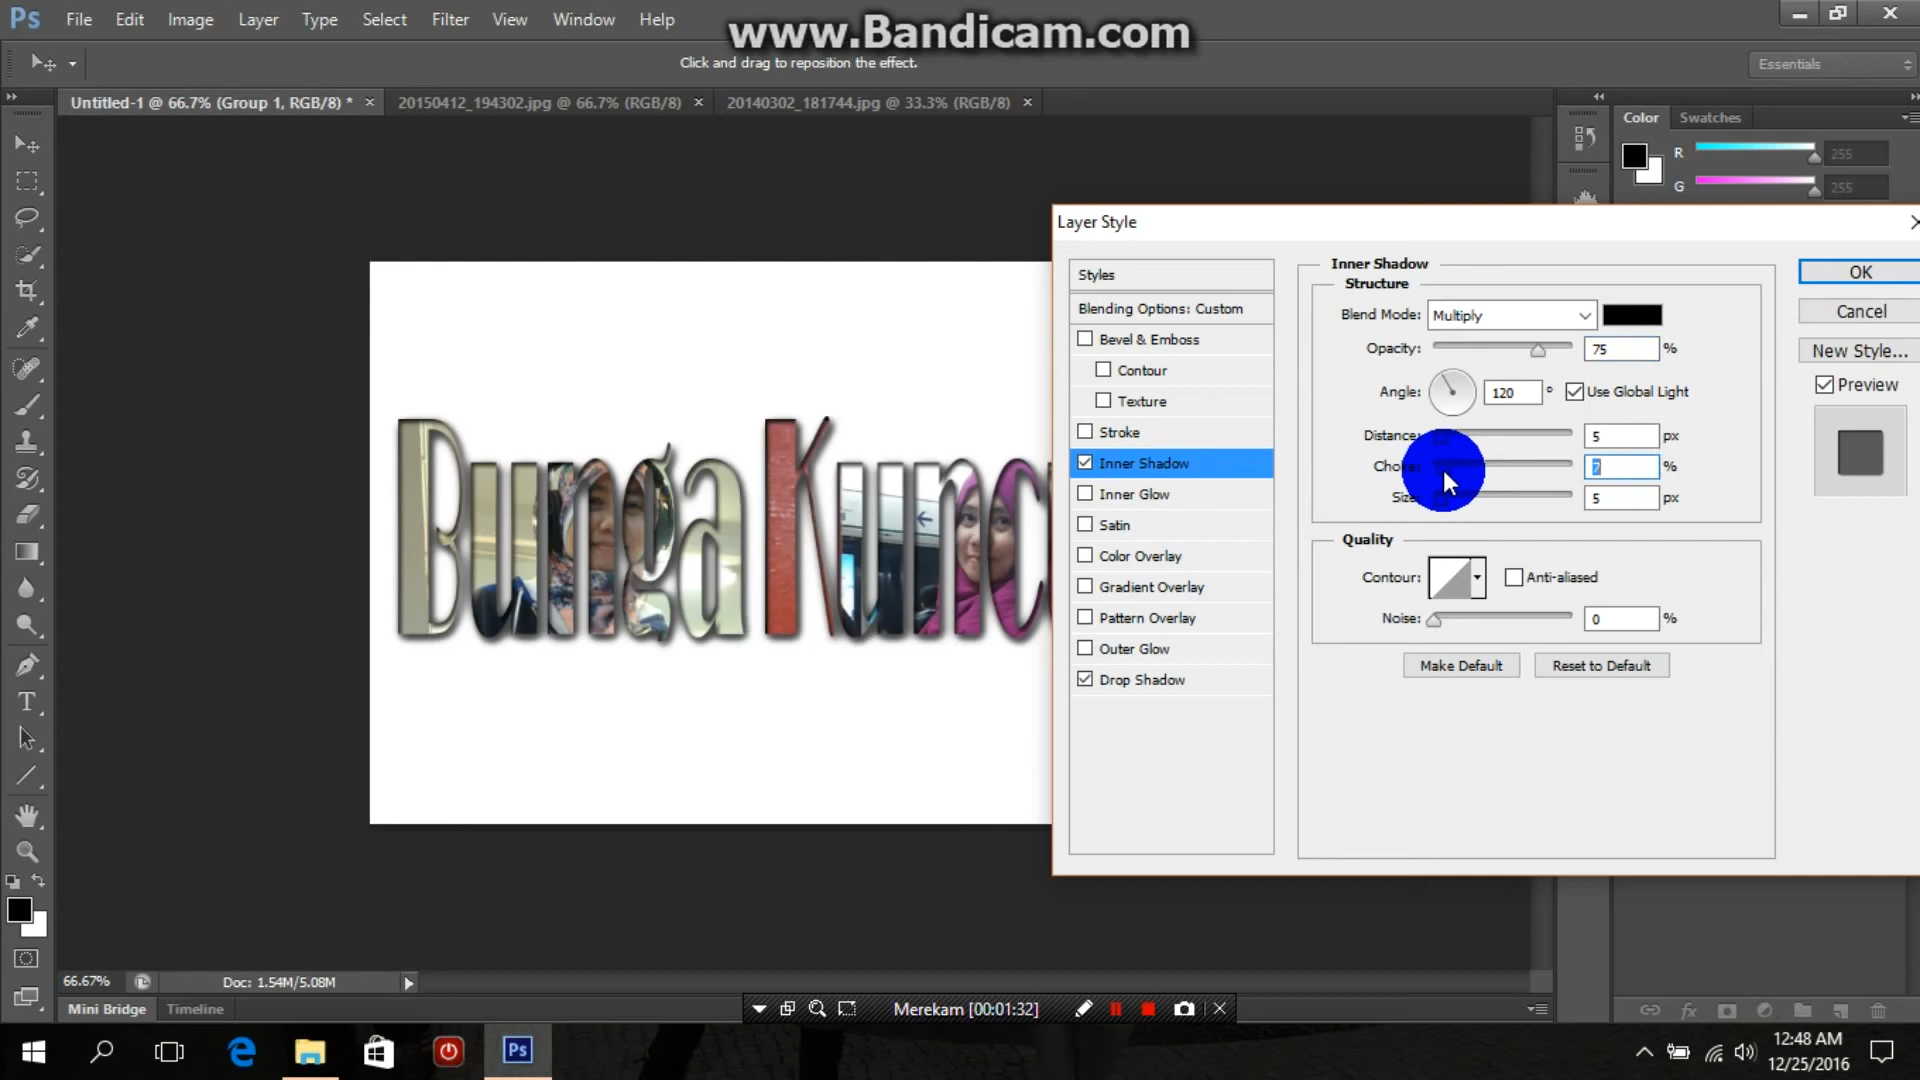 Ps File Edit Image Layer Type Select Filter View Window Help
www.Bandicam.com
Click and drag to reposition the effect.
Essentials
Untitled-1 @ 66.7% (Group 1, RGB/8) * × 20150412_194302.jpg @ 66.7% (RGB/8) × 20140302_181744.jpg @ 33.3% (RGB/8) ×
Color Swatches
R 255
G 255
Layer Style
Styles
Blending Options: Custom
Bevel & Emboss
Contour
Texture
Stroke
Inner Shadow
Inner Glow
Satin
Color Overlay
Gradient Overlay
Pattern Overlay
Outer Glow
Drop Shadow
Inner Shadow
Structure
Blend Mode: Multiply
Opacity: 75 %
Angle: 120 ° Use Global Light
Distance: 5 px
7 %
5 px
Quality
Contour: Anti-aliased
Noise: 0 %
Make Default Reset to Default
OK
Cancel
New Style...
Preview
Bunga Kunc
66.67% Doc: 1.54M/5.08M
Mini Bridge Timeline
Merekam [00:01:32]
Ps
12:48 AM
12/25/2016